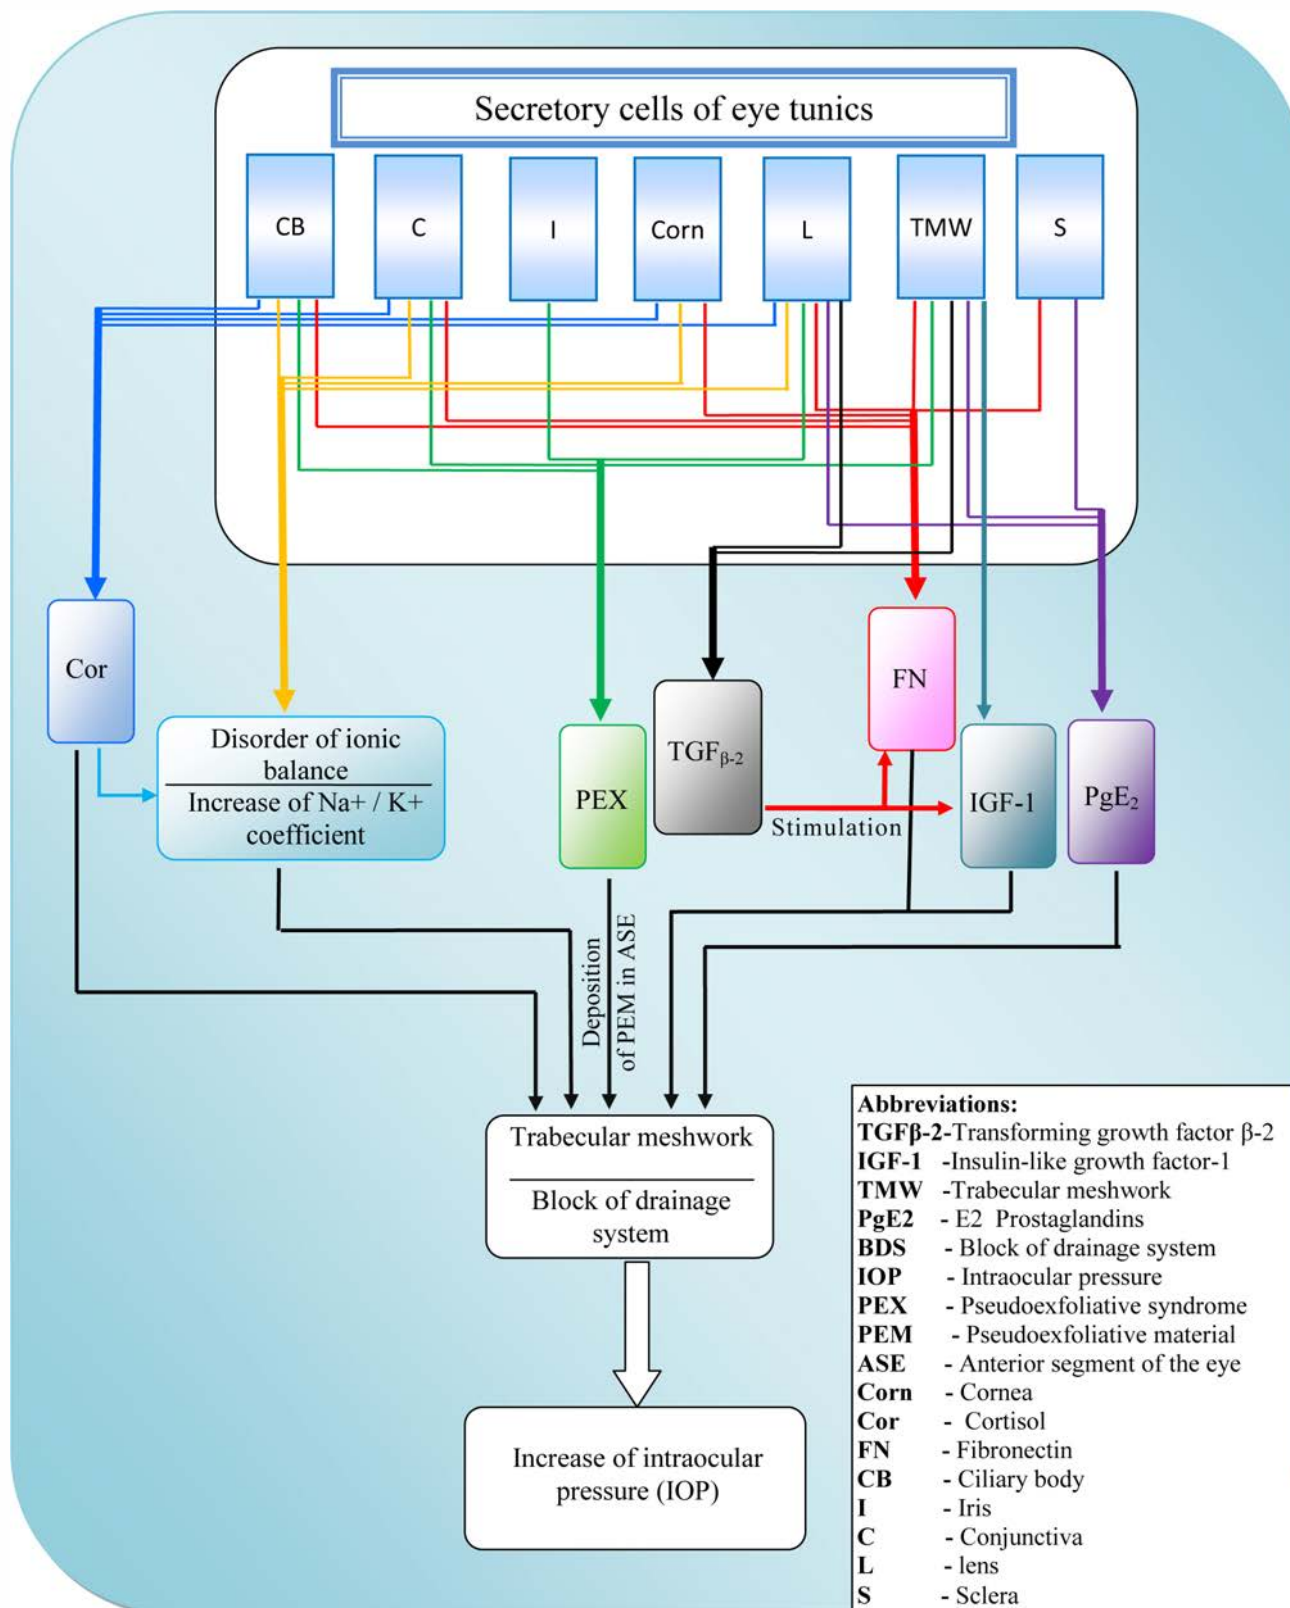 Secretory cells of eye tunics
CB
C
I
Corn
L
TMW
S
Cor
Disorder of ionic
balance
Increase of Na+ / K+
coefficient
PEX
TGFβ-2
FN
Stimulation
IGF-1
PgE2
Deposition
of PEM in ASE
Trabecular meshwork
Block of drainage
system
Increase of intraocular
pressure (IOP)
Abbreviations:
TGFβ-2-Transforming growth factor β-2
IGF-1 -Insulin-like growth factor-1
TMW -Trabecular meshwork
PgE2 - E2 Prostaglandins
BDS - Block of drainage system
IOP - Intraocular pressure
PEX - Pseudoexfoliative syndrome
PEM - Pseudoexfoliative material
ASE - Anterior segment of the eye
Corn - Cornea
Cor - Cortisol
FN - Fibronectin
CB - Ciliary body
I - Iris
C - Conjunctiva
L - lens
S - Sclera